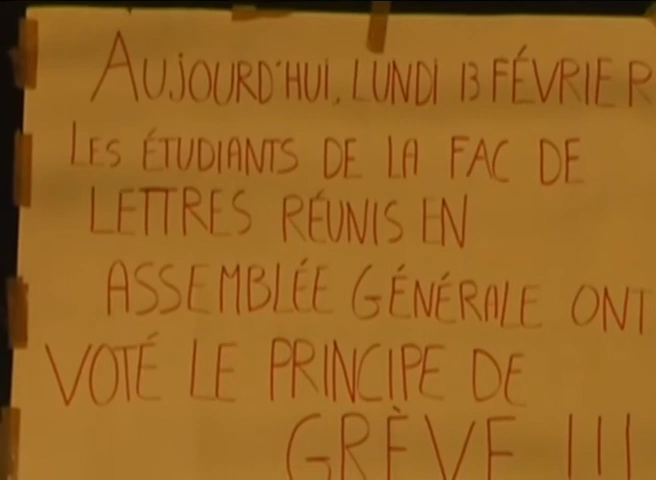 AUJOURD'HUI, LUNDI 13 FÉVRIER
LES ÉTUDIANTS DE LA FAC DE
LETTRES RÉUNIS EN
ASSEMBLÉE GÉNÉRALE ONT
VOTÉ LE PRINCIPE DE
GRÈVE !!!